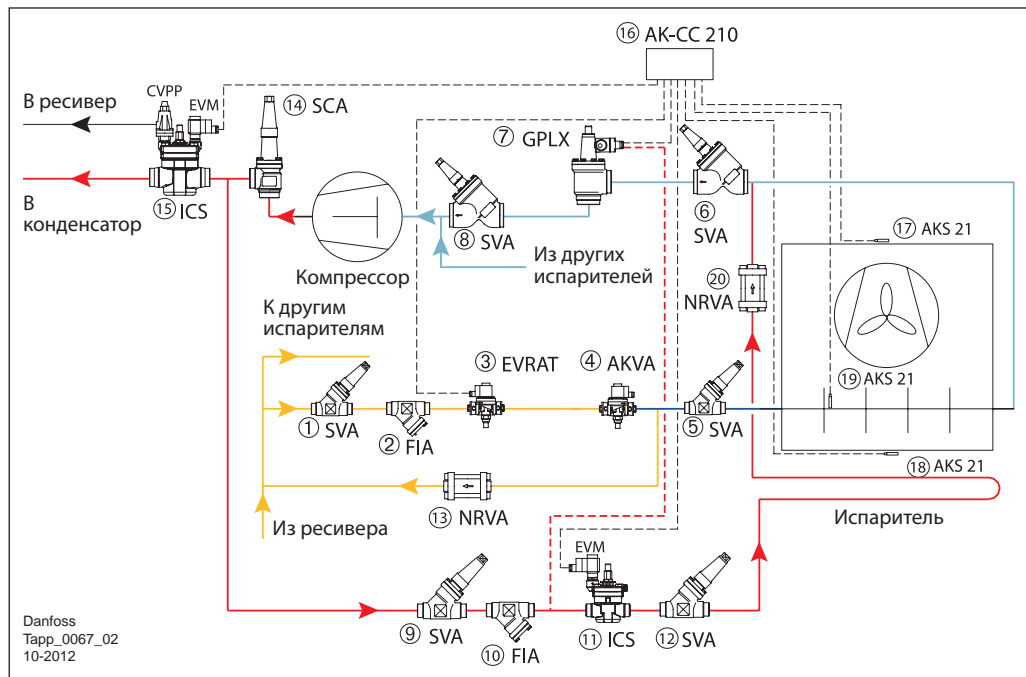 ⑯ AK-CC 210
В ресивер
CVPP
EVM
⑭ SCA
⑦ GPLX
В
конденсатор
⑮ ICS
Компрессор
⑧ SVA
⑥
SVA
Из других
испарителей
⑰ AKS 21
⑳
NRVA
К другим
испарителям
③ EVRAT
④ AKVA
⑲ AKS 21
① SVA
② FIA
⑤ SVA
⑬ NRVA
⑱ AKS 21
Из ресивера
Испаритель
EVM
⑨ SVA
⑩ FIA
⑪ ICS
⑫ SVA
Danfoss
Tapp_0067_02
10-2012